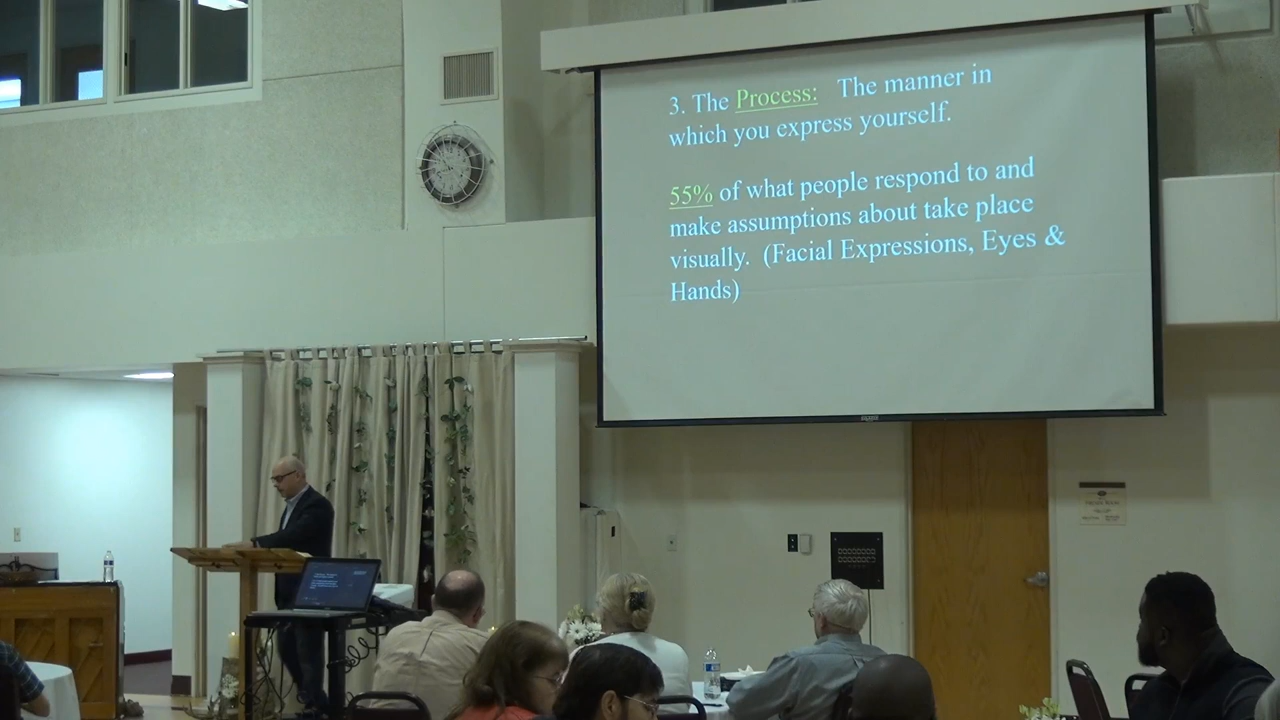 3. The Process: The manner in
which you express yourself.
55% of what people respond to and
make assumptions about take place
visually. (Facial Expressions, Eyes &
Hands)